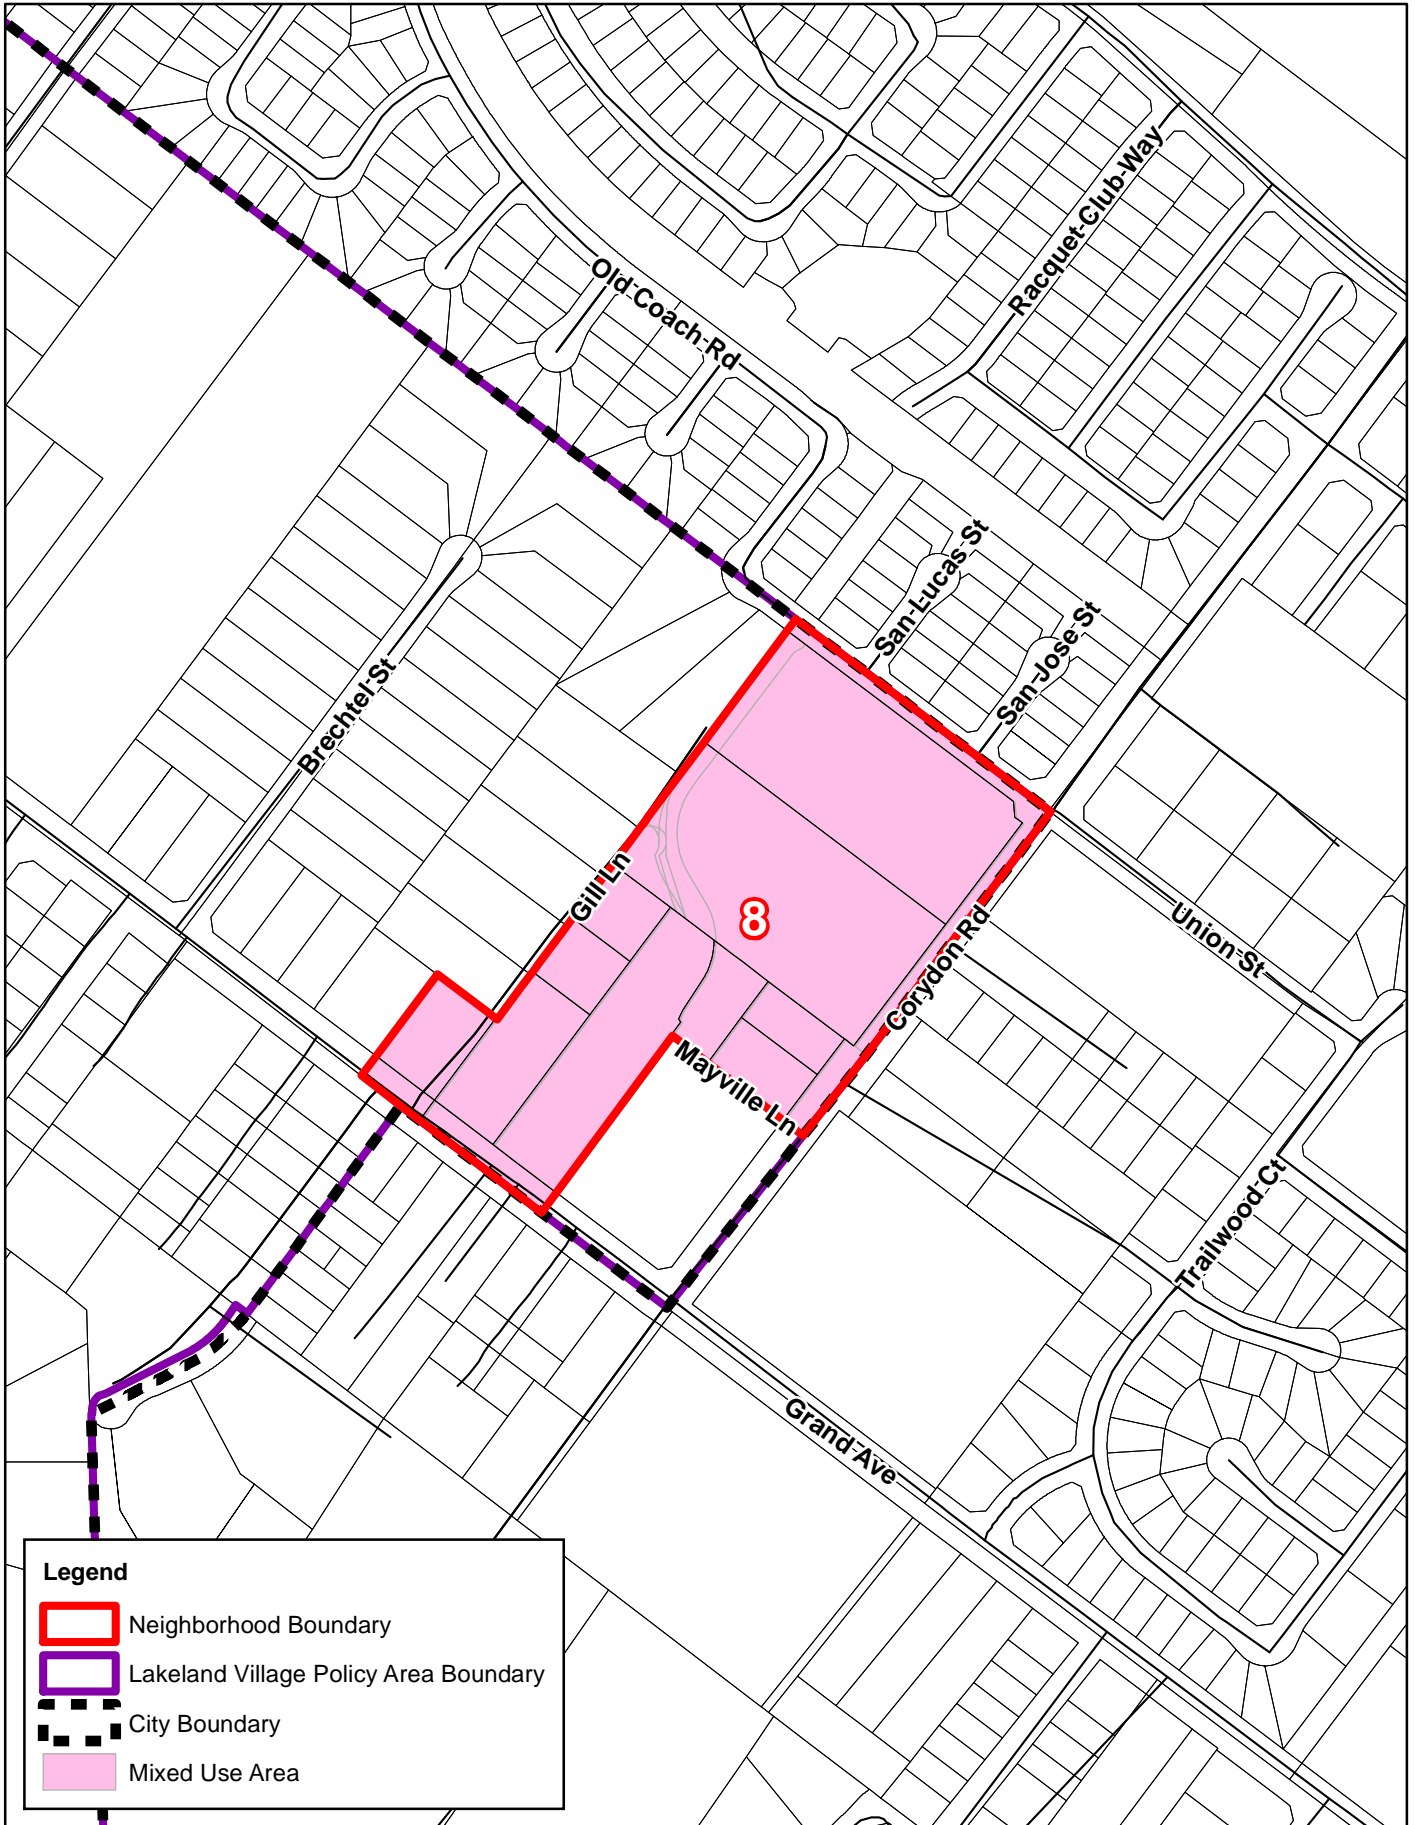 Racquet-Club-Way
Old Coach Rd
San-Lucas St
San-Jose St
Brechtel St
Gill Ln
8
Corydon Rd
Union St
Mayville Ln
Trailwood Ct
Grand Ave
Legend
Neighborhood Boundary
Lakeland Village Policy Area Boundary
City Boundary
Mixed Use Area